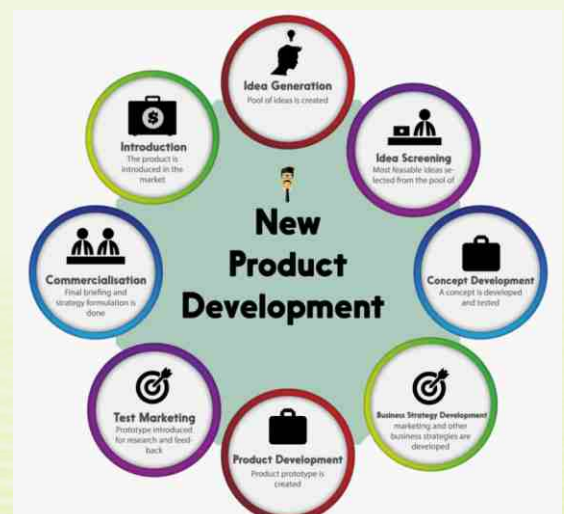 Idea Generation
Pool of ideas is created
Idea Screening
Most feasable ideas se-
lected from the pool of
Concept Development
A concept is developed
and tested
Business Strategy Development
marketing and other
business strategies are
developed
Product Development
Product prototype is
created
Test Marketing
Prototype introduced
for research and feed-
back
Commercialisation
Final briefing and
strategy formulation is
done
Introduction
The product is
introduced in the
market
New
Product
Development
$